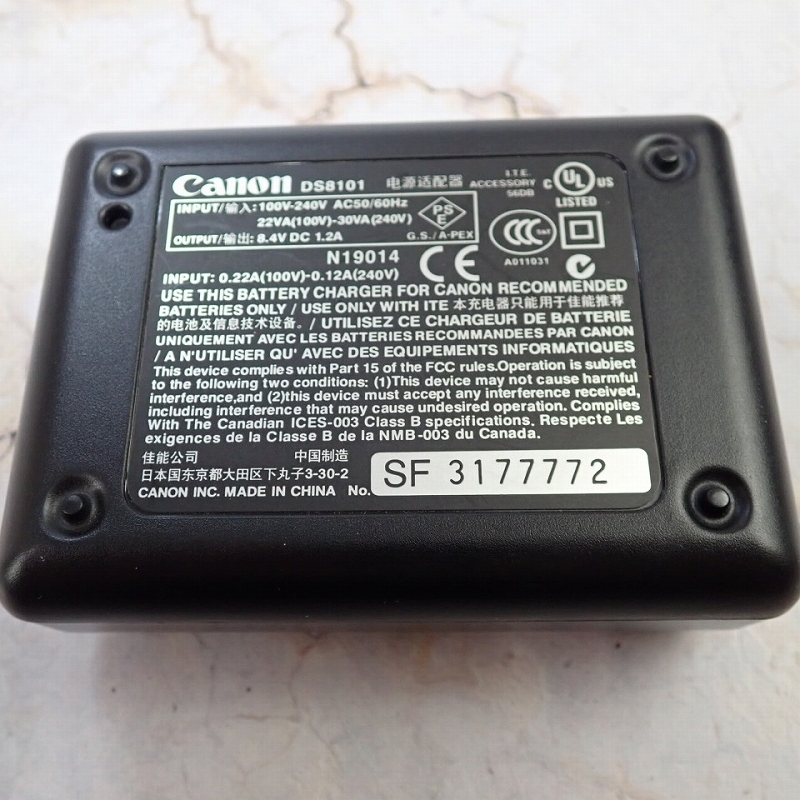 Canon DS8101 电源适配器
I.T.E. ACCESSORY 56DB
C UL US LISTED
INPUT/输入: 100V-240V AC50/60Hz
22VA(100V)-30VA(240V)
OUTPUT/输出: 8.4V DC 1.2A
PS E
G.S./A-PEX
CCC S&E
A011031
N19014
CE
INPUT: 0.22A(100V)-0.12A(240V)
USE THIS BATTERY CHARGER FOR CANON RECOMMENDED
BATTERIES ONLY / USE ONLY WITH ITE 本充电器只能用于佳能推荐
的电池及信息技术设备。/ UTILISEZ CE CHARGEUR DE BATTERIE
UNIQUEMENT AVEC LES BATTERIES RECOMMANDEES PAR CANON
/ A N'UTILISER QU' AVEC DES EQUIPEMENTS INFORMATIQUES
This device complies with Part 15 of the FCC rules.Operation is subject
to the following two conditions: (1)This device may not cause harmful
interference,and (2)this device must accept any interference received,
including interference that may cause undesired operation. Complies
With The Canadian ICES-003 Class B specifications. Respecte Les
exigences de la Classe B de la NMB-003 du Canada.
佳能公司 中国制造
日本国东京都大田区下丸子3-30-2
CANON INC. MADE IN CHINA No. SF 3177772